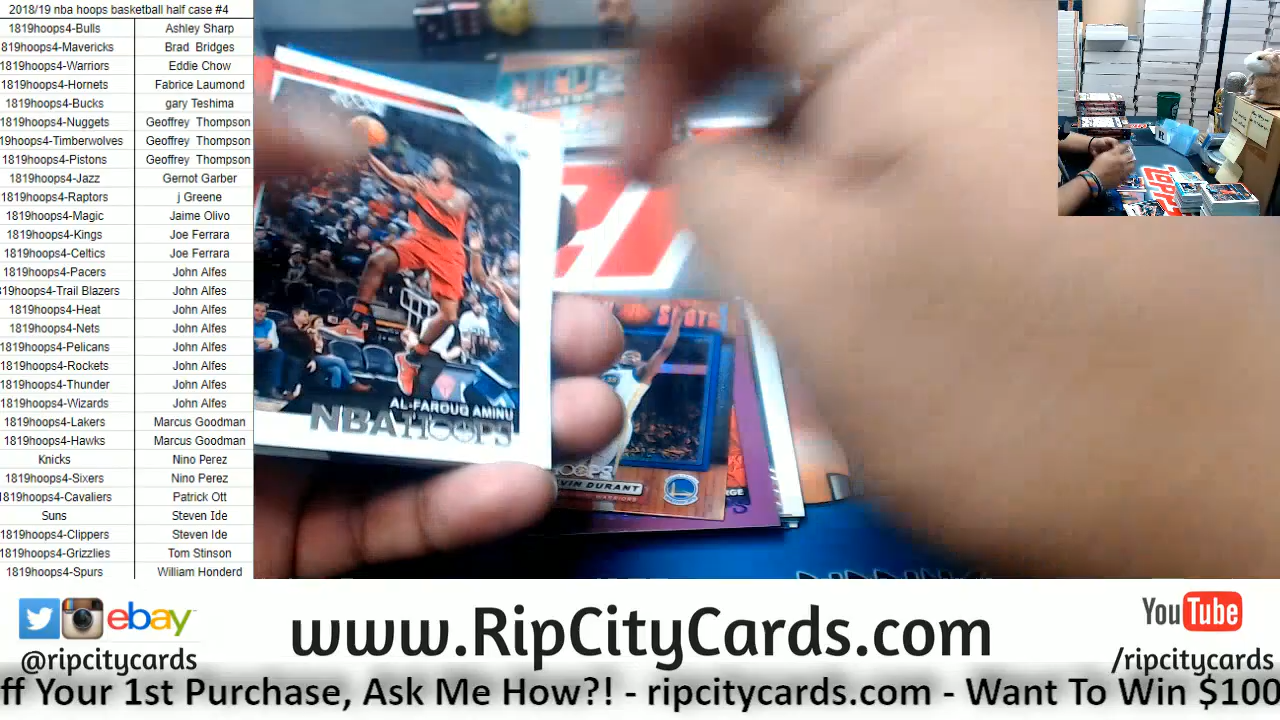 2018/19 nba hoops basketball half case #4
1819hoops4-Bulls Ashley Sharp
819hoops4-Mavericks Brad Bridges
1819hoops4-Warriors Eddie Chow
1819hoops4-Hornets Fabrice Laumond
1819hoops4-Bucks gary Teshima
1819hoops4-Nuggets Geoffrey Thompson
19hoops4-Timberwolves Geoffrey Thompson
1819hoops4-Pistons Geoffrey Thompson
1819hoops4-Jazz Gernot Garber
1819hoops4-Raptors j Greene
1819hoops4-Magic Jaime Olivo
1819hoops4-Kings Joe Ferrara
1819hoops4-Celtics Joe Ferrara
1819hoops4-Pacers John Alfes
19hoops4-Trail Blazers John Alfes
1819hoops4-Heat John Alfes
1819hoops4-Nets John Alfes
1819hoops4-Pelicans John Alfes
1819hoops4-Rockets John Alfes
1819hoops4-Thunder John Alfes
1819hoops4-Wizards John Alfes
1819hoops4-Lakers Marcus Goodman
1819hoops4-Hawks Marcus Goodman
Knicks Nino Perez
1819hoops4-Sixers Nino Perez
1819hoops4-Cavaliers Patrick Ott
Suns Steven Ide
1819hoops4-Clippers Steven Ide
1819hoops4-Grizzlies Tom Stinson
1819hoops4-Spurs William Honderd
AL-FAROUQ AMINU
NBA HOOPS
SHOTS
HOOPS
VIN DURANT
WARRIORS
RGE
ebay
@ripcitycards
www.RipCityCards.com
YouTube
/ripcitycards
ff Your 1st Purchase, Ask Me How?! - ripcitycards.com - Want To Win $100